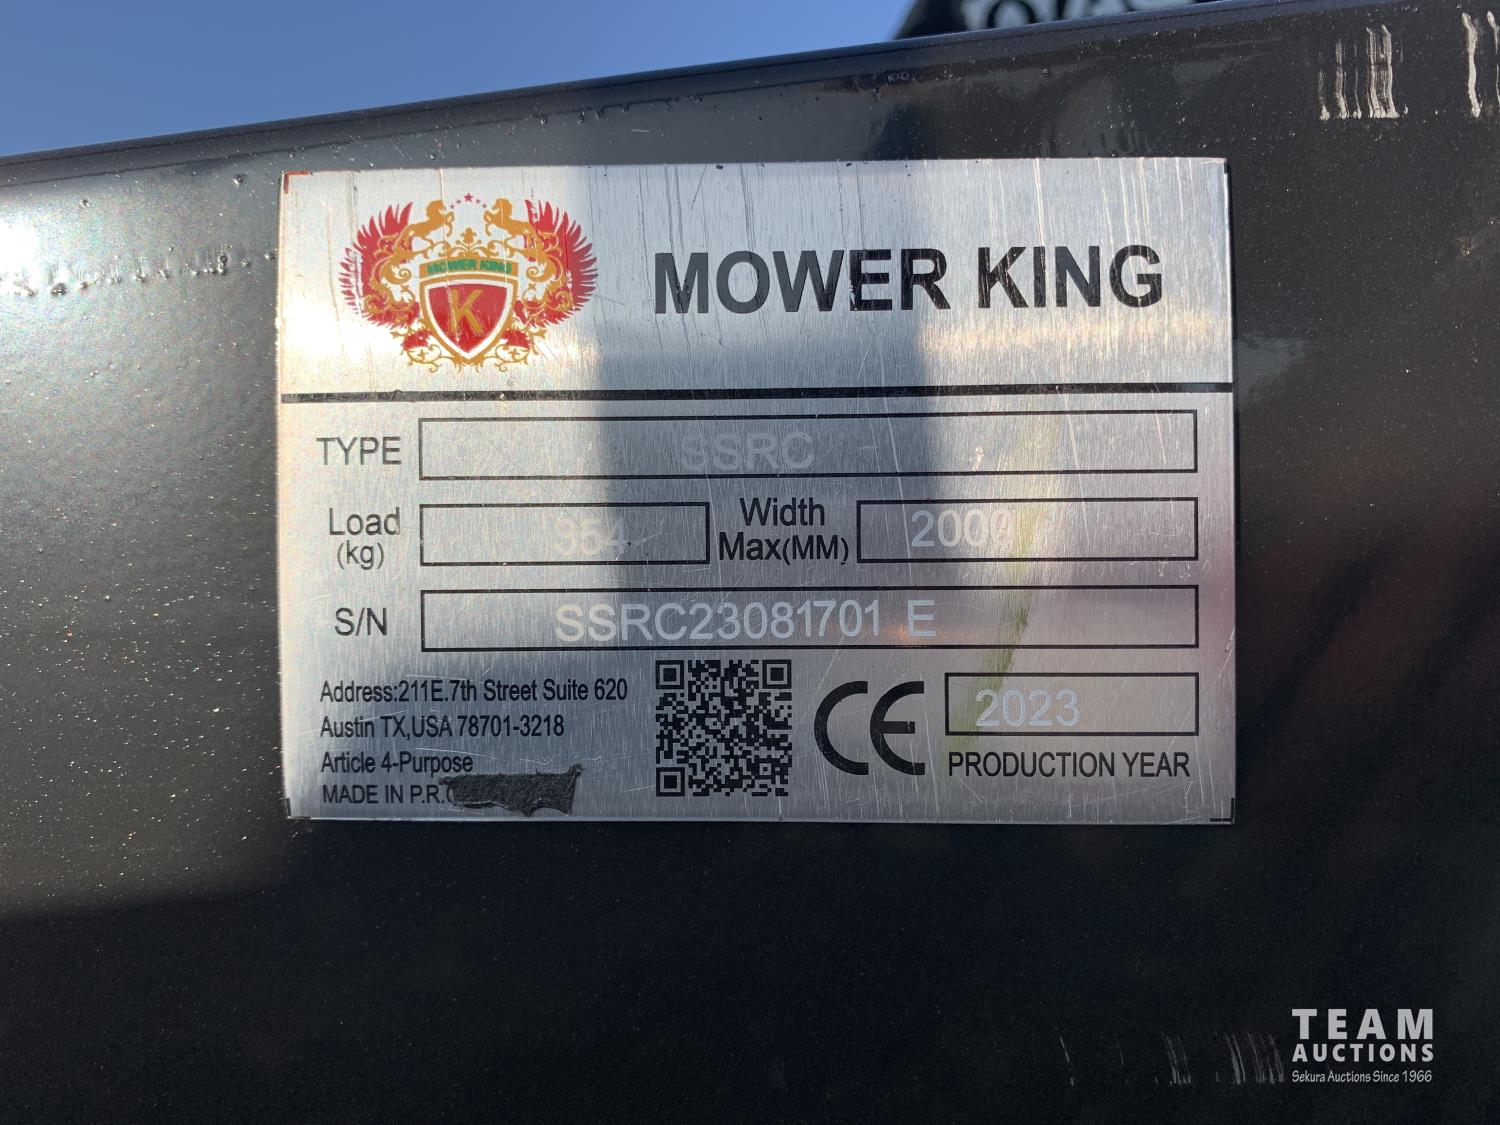 MOWER KING
K
MOWER KING
TYPE SSRC
Load (kg) 354 Width Max(MM) 2000
S/N SSRC23081701 E
Address:211E.7th Street Suite 620
Austin TX,USA 78701-3218
Article 4-Purpose
MADE IN P.R.C
CE
2023
PRODUCTION YEAR
TEAM
AUCTIONS
Sekura Auctions Since 1966